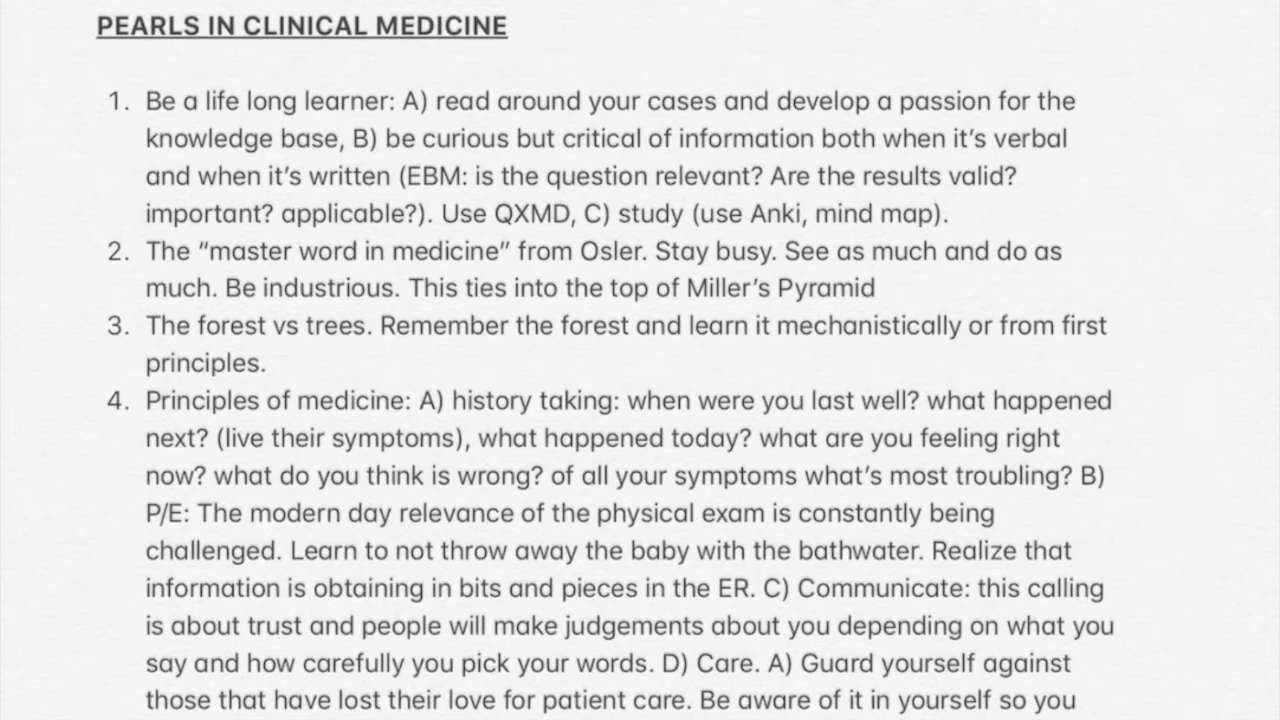 PEARLS IN CLINICAL MEDICINE
1. Be a life long learner: A) read around your cases and develop a passion for the
knowledge base, B) be curious but critical of information both when it's verbal
and when it's written (EBM: is the question relevant? Are the results valid?
important? applicable?). Use QXMD, C) study (use Anki, mind map).
2. The “master word in medicine” from Osler. Stay busy. See as much and do as
much. Be industrious. This ties into the top of Miller's Pyramid
3. The forest vs trees. Remember the forest and learn it mechanistically or from first
principles.
4. Principles of medicine: A) history taking: when were you last well? what happened
next? (live their symptoms), what happened today? what are you feeling right
now? what do you think is wrong? of all your symptoms what's most troubling? B)
P/E: The modern day relevance of the physical exam is constantly being
challenged. Learn to not throw away the baby with the bathwater. Realize that
information is obtaining in bits and pieces in the ER. C) Communicate: this calling
is about trust and people will make judgements about you depending on what you
say and how carefully you pick your words. D) Care. A) Guard yourself against
those that have lost their love for patient care. Be aware of it in yourself so you